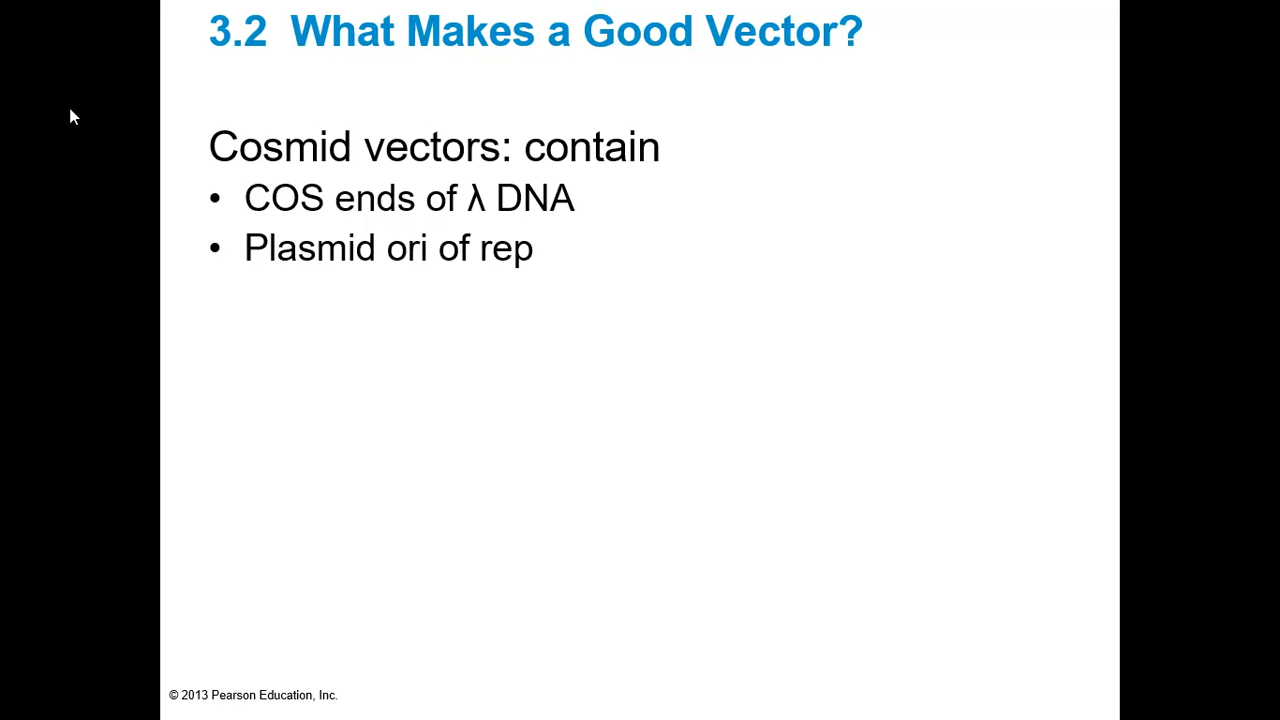 3.2 What Makes a Good Vector?
Cosmid vectors: contain
• COS ends of λ DNA
• Plasmid ori of rep
© 2013 Pearson Education, Inc.